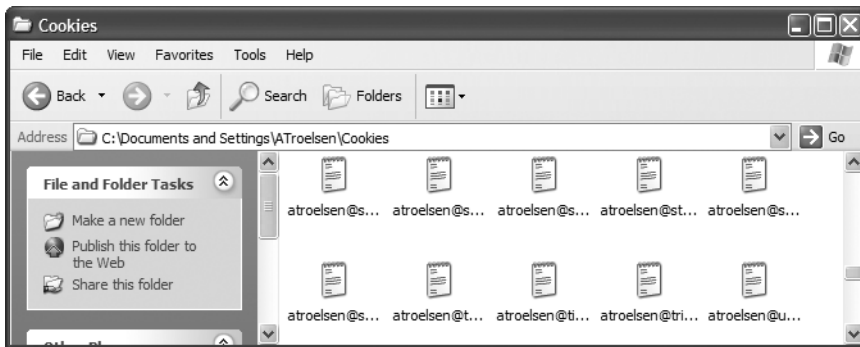 Cookies
File Edit View Favorites Tools Help
Back Search Folders
Address C:\Documents and Settings\ATroelsen\Cookies Go
File and Folder Tasks
Make a new folder
Publish this folder to
the Web
Share this folder
atroelsen@s... atroelsen@s... atroelsen@s... atroelsen@st... atroelsen@s...
atroelsen@s... atroelsen@t... atroelsen@ti... atroelsen@tri... atroelsen@u...